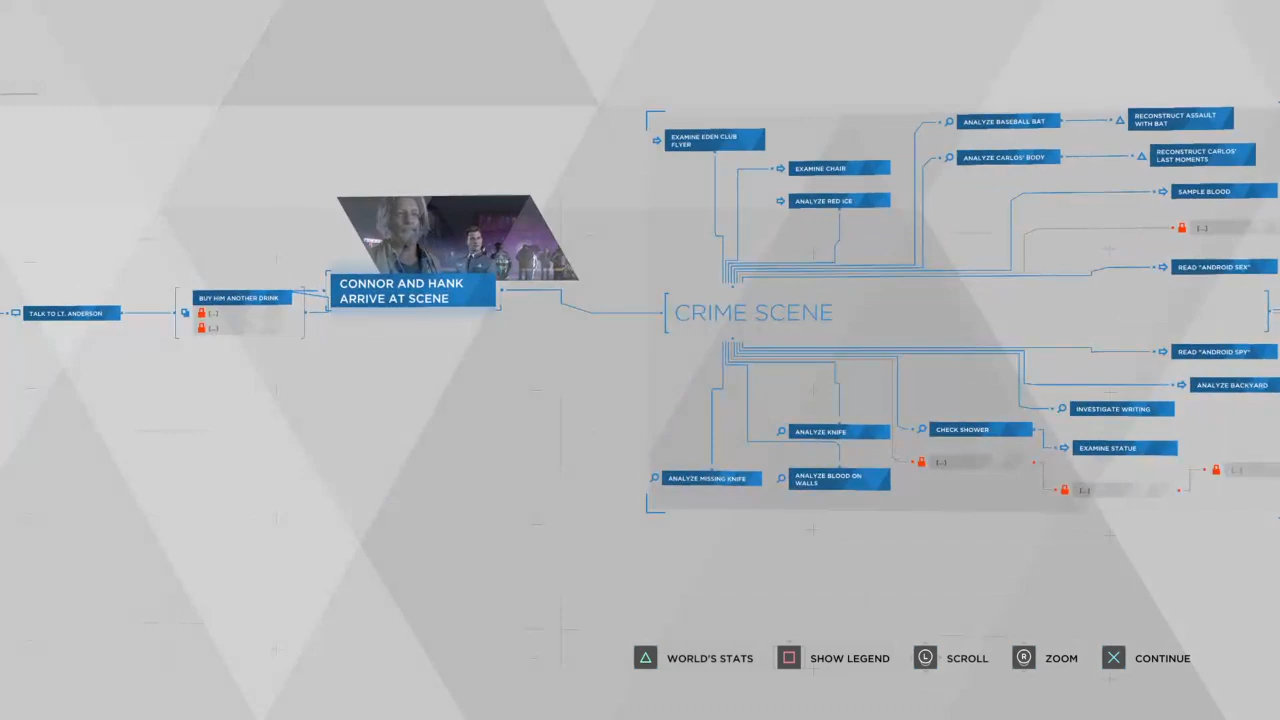 TALK TO LT. ANDERSON
BUY HIM ANOTHER DRINK
[...]
[...]
CONNOR AND HANK
ARRIVE AT SCENE
EXAMINE EDEN CLUB
FLYER
EXAMINE CHAIR
ANALYZE RED ICE
ANALYZE BASEBALL BAT
RECONSTRUCT ASSAULT
WITH BAT
ANALYZE CARLOS' BODY
RECONSTRUCT CARLOS'
LAST MOMENTS
SAMPLE BLOOD
[...]
READ "ANDROID SEX"
CRIME SCENE
READ "ANDROID SPY"
ANALYZE BACKYARD
INVESTIGATE WRITING
ANALYZE KNIFE
CHECK SHOWER
EXAMINE STATUE
[...]
[...]
[...]
ANALYZE MISSING KNIFE
ANALYZE BLOOD ON
WALLS
WORLD'S STATS
SHOW LEGEND
L
SCROLL
R
ZOOM
CONTINUE